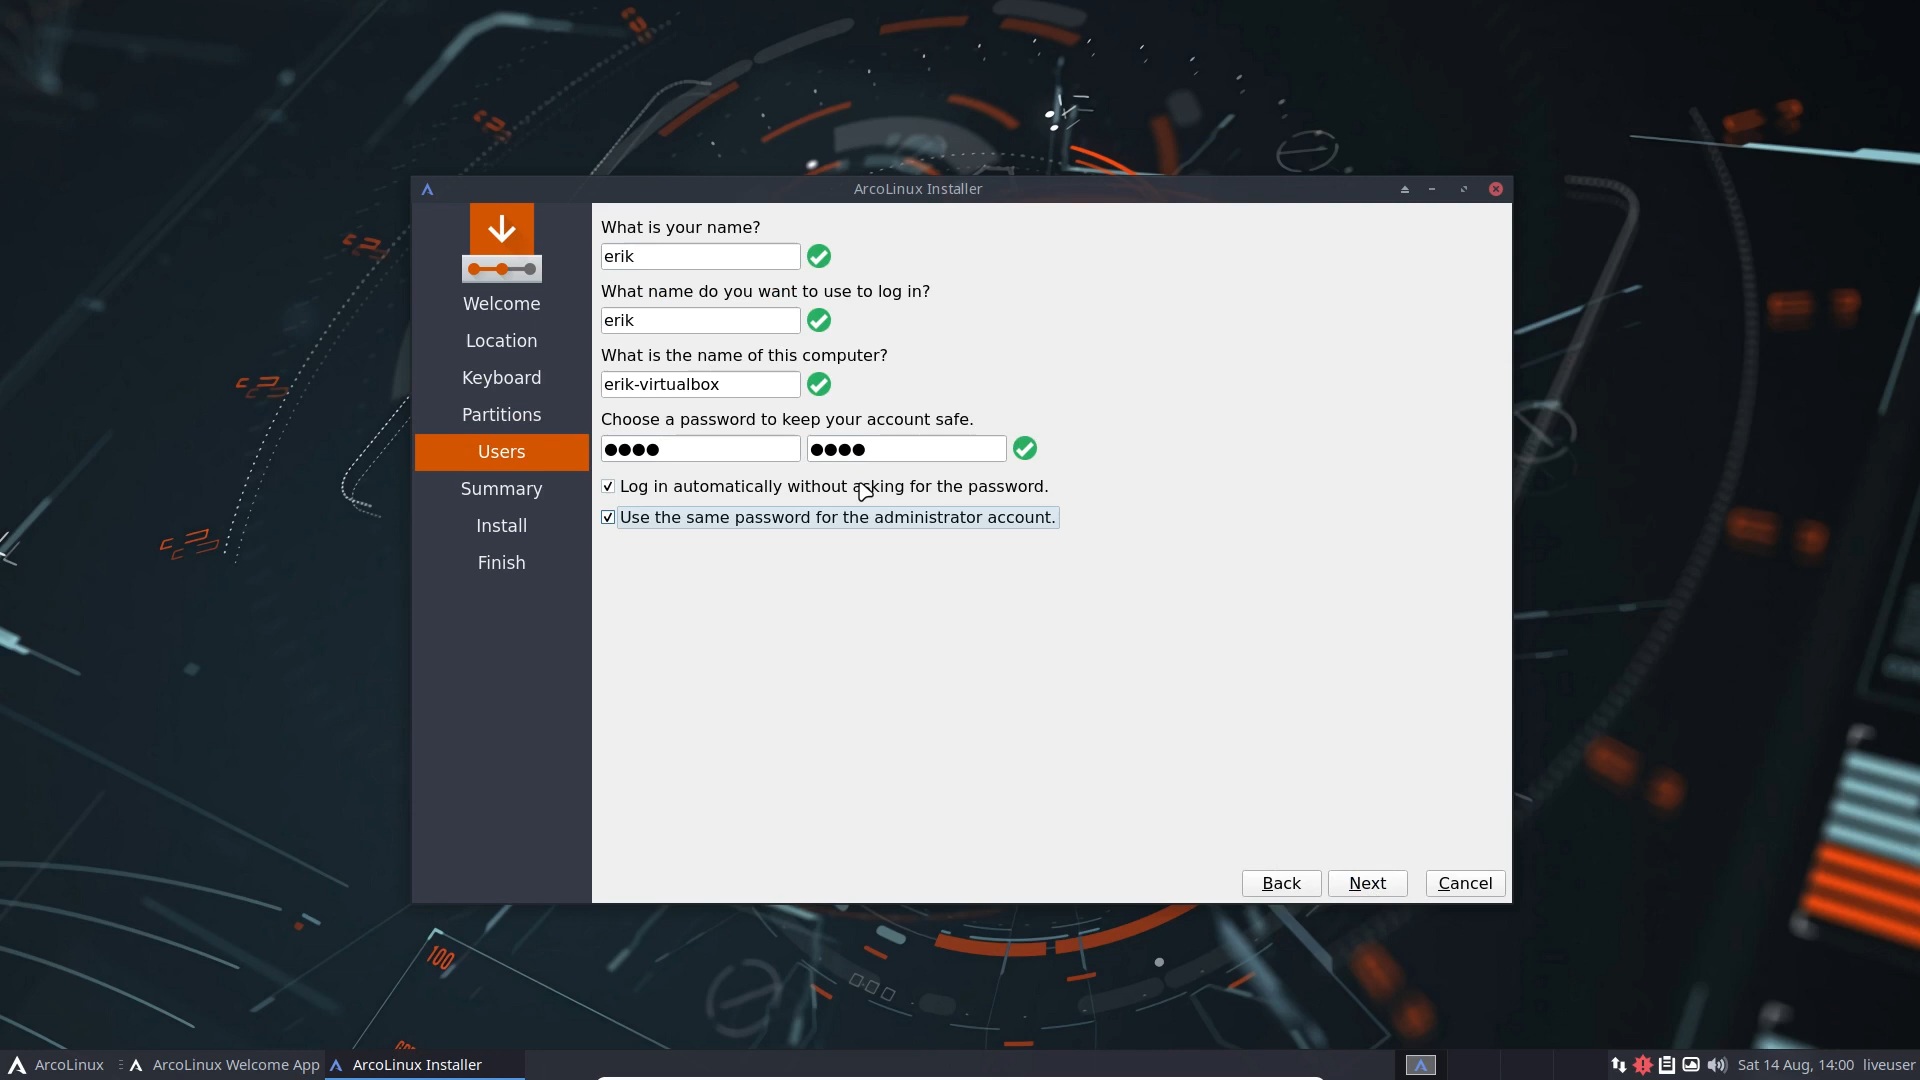 ArcoLinux Installer
Welcome
Location
Keyboard
Partitions
Users
Summary
Install
Finish
What is your name?
erik
What name do you want to use to log in?
erik
What is the name of this computer?
erik-virtualbox
Choose a password to keep your account safe.
●●●● ●●●●
Log in automatically without asking for the password.
Use the same password for the administrator account.
Back Next Cancel
100
ArcoLinux ArcoLinux Welcome App ArcoLinux Installer Sat 14 Aug, 14:00 liveuser